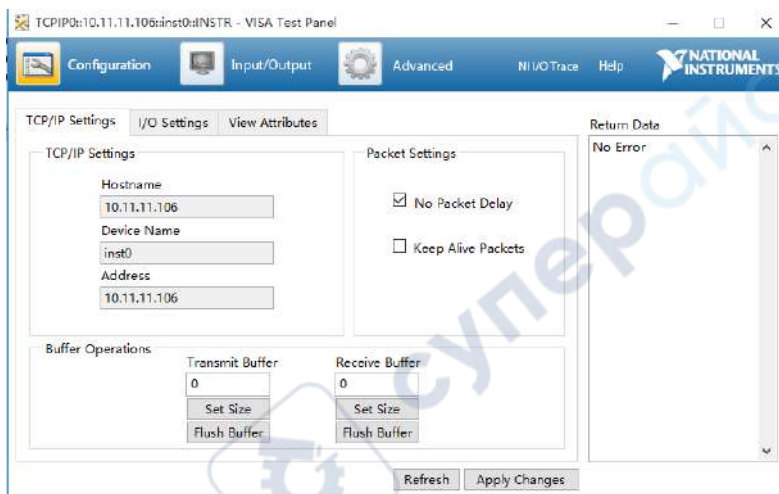 TCPIP0::10.11.11.106::inst0::INSTR - VISA Test Panel
Configuration
Input/Output
Advanced
NI I/O Trace
Help
NATIONAL
INSTRUMENTS
TCP/IP Settings
I/O Settings
View Attributes
TCP/IP Settings
Hostname
10.11.11.106
Device Name
inst0
Address
10.11.11.106
Packet Settings
No Packet Delay
Keep Alive Packets
Buffer Operations
Transmit Buffer
0
Set Size
Flush Buffer
Receive Buffer
0
Set Size
Flush Buffer
Return Data
No Error
Refresh
Apply Changes
суперайс